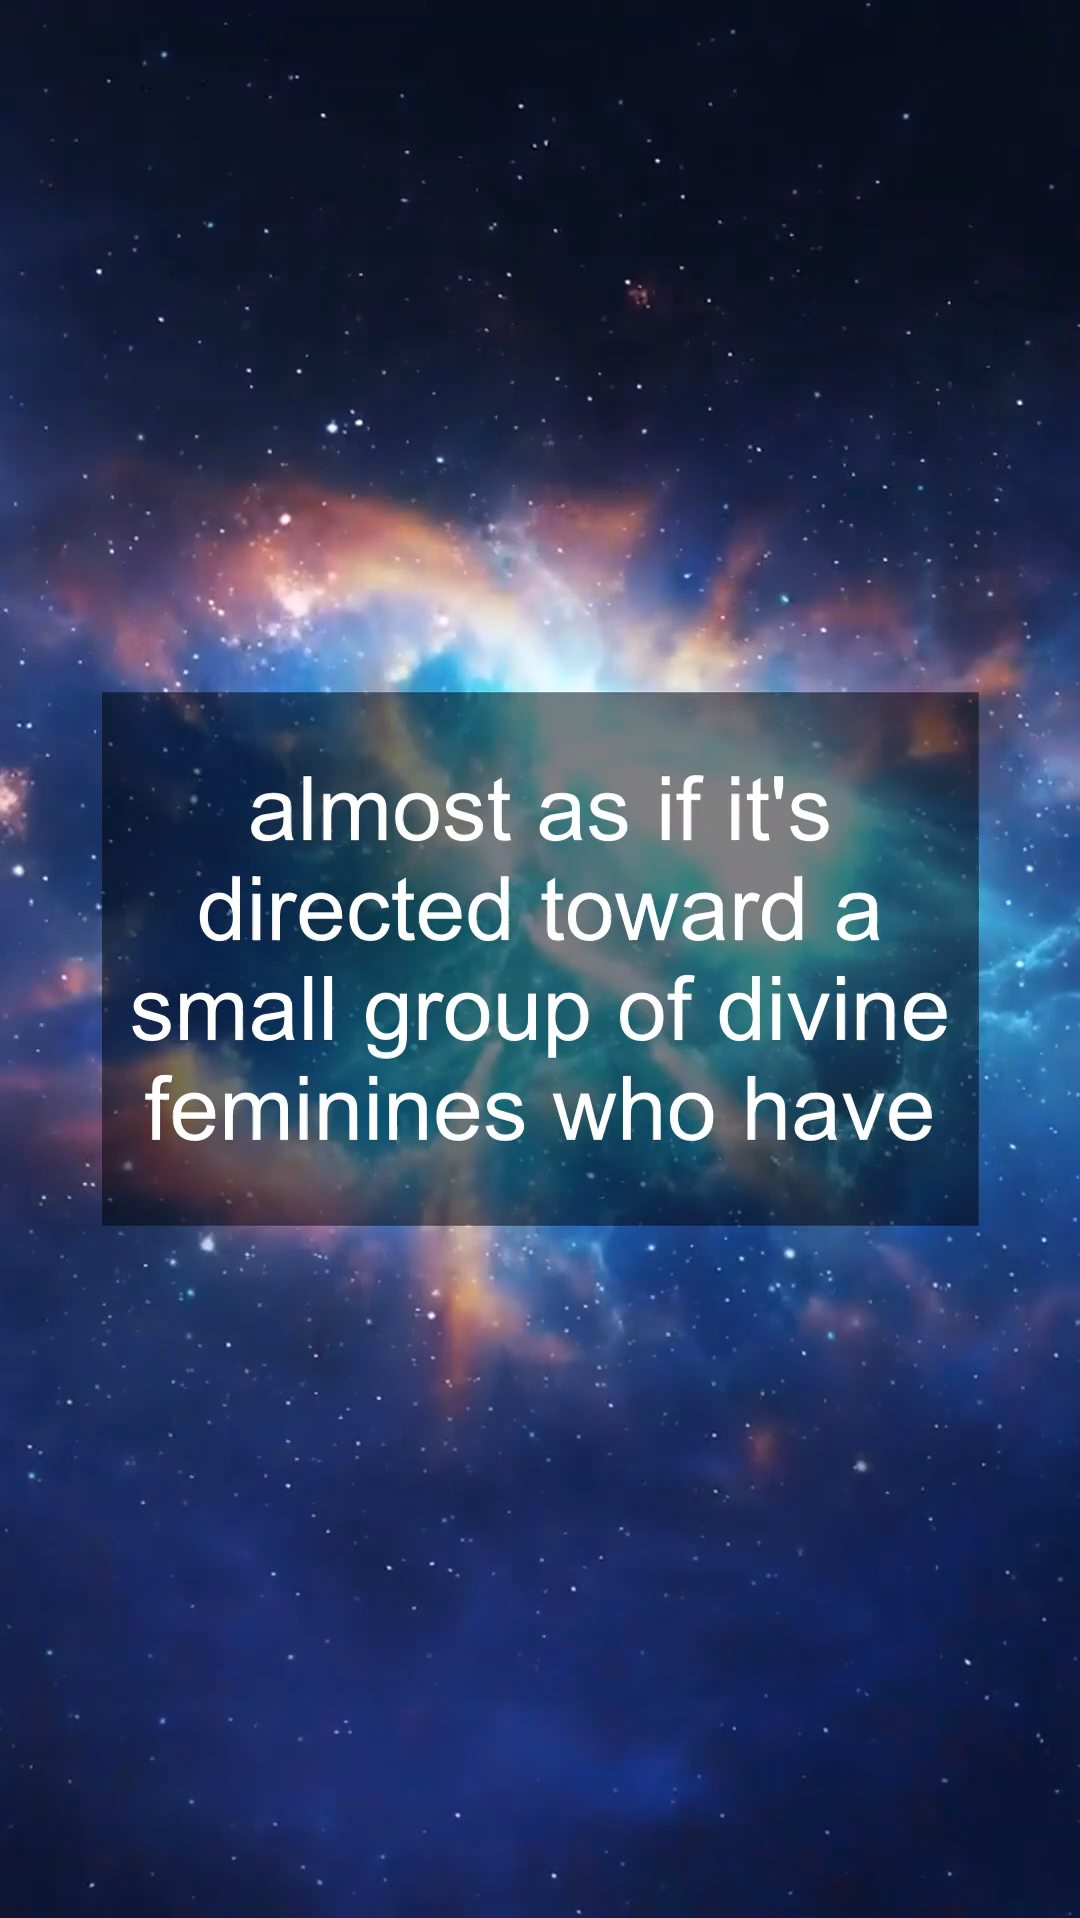 almost as if it's
directed toward a
small group of divine
feminines who have